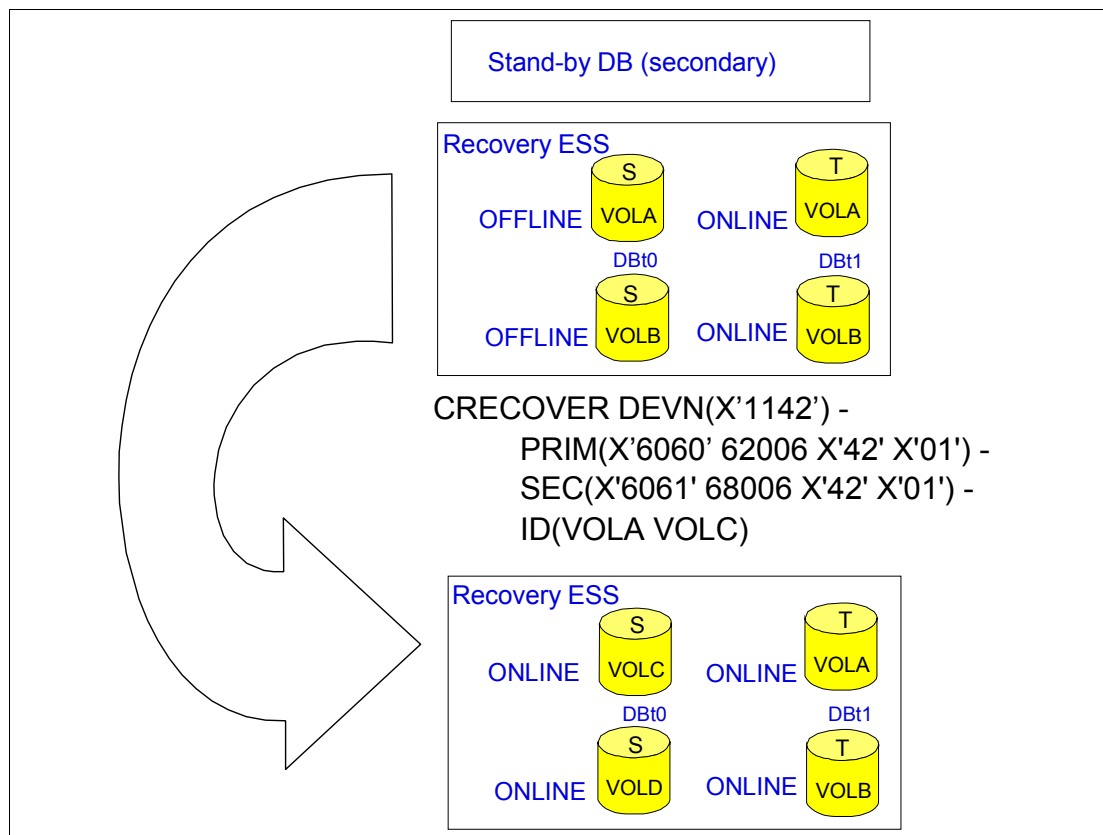 Stand-by DB (secondary)
Recovery ESS
S
T
OFFLINE
VOLA
ONLINE
VOLA
DBt0
DBt1
S
T
OFFLINE
VOLB
ONLINE
VOLB
CRECOVER DEVN(X'1142') -
PRIM(X’6060’ 62006 X'42' X'01') -
SEC(X'6061' 68006 X'42' X'01') -
ID(VOLA VOLC)
Recovery ESS
S
T
ONLINE
VOLC
ONLINE
VOLA
DBt0
DBt1
S
T
ONLINE
VOLD
ONLINE
VOLB